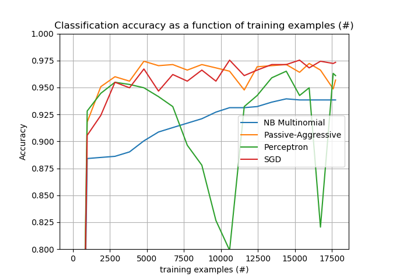 Classification accuracy as a function of training examples (#)
1.000
0.975
0.950
0.925
0.900
0.875
0.850
0.825
0.800
Accuracy
NB Multinomial
Passive-Aggressive
Perceptron
SGD
0 2500 5000 7500 10000 12500 15000 17500
training examples (#)